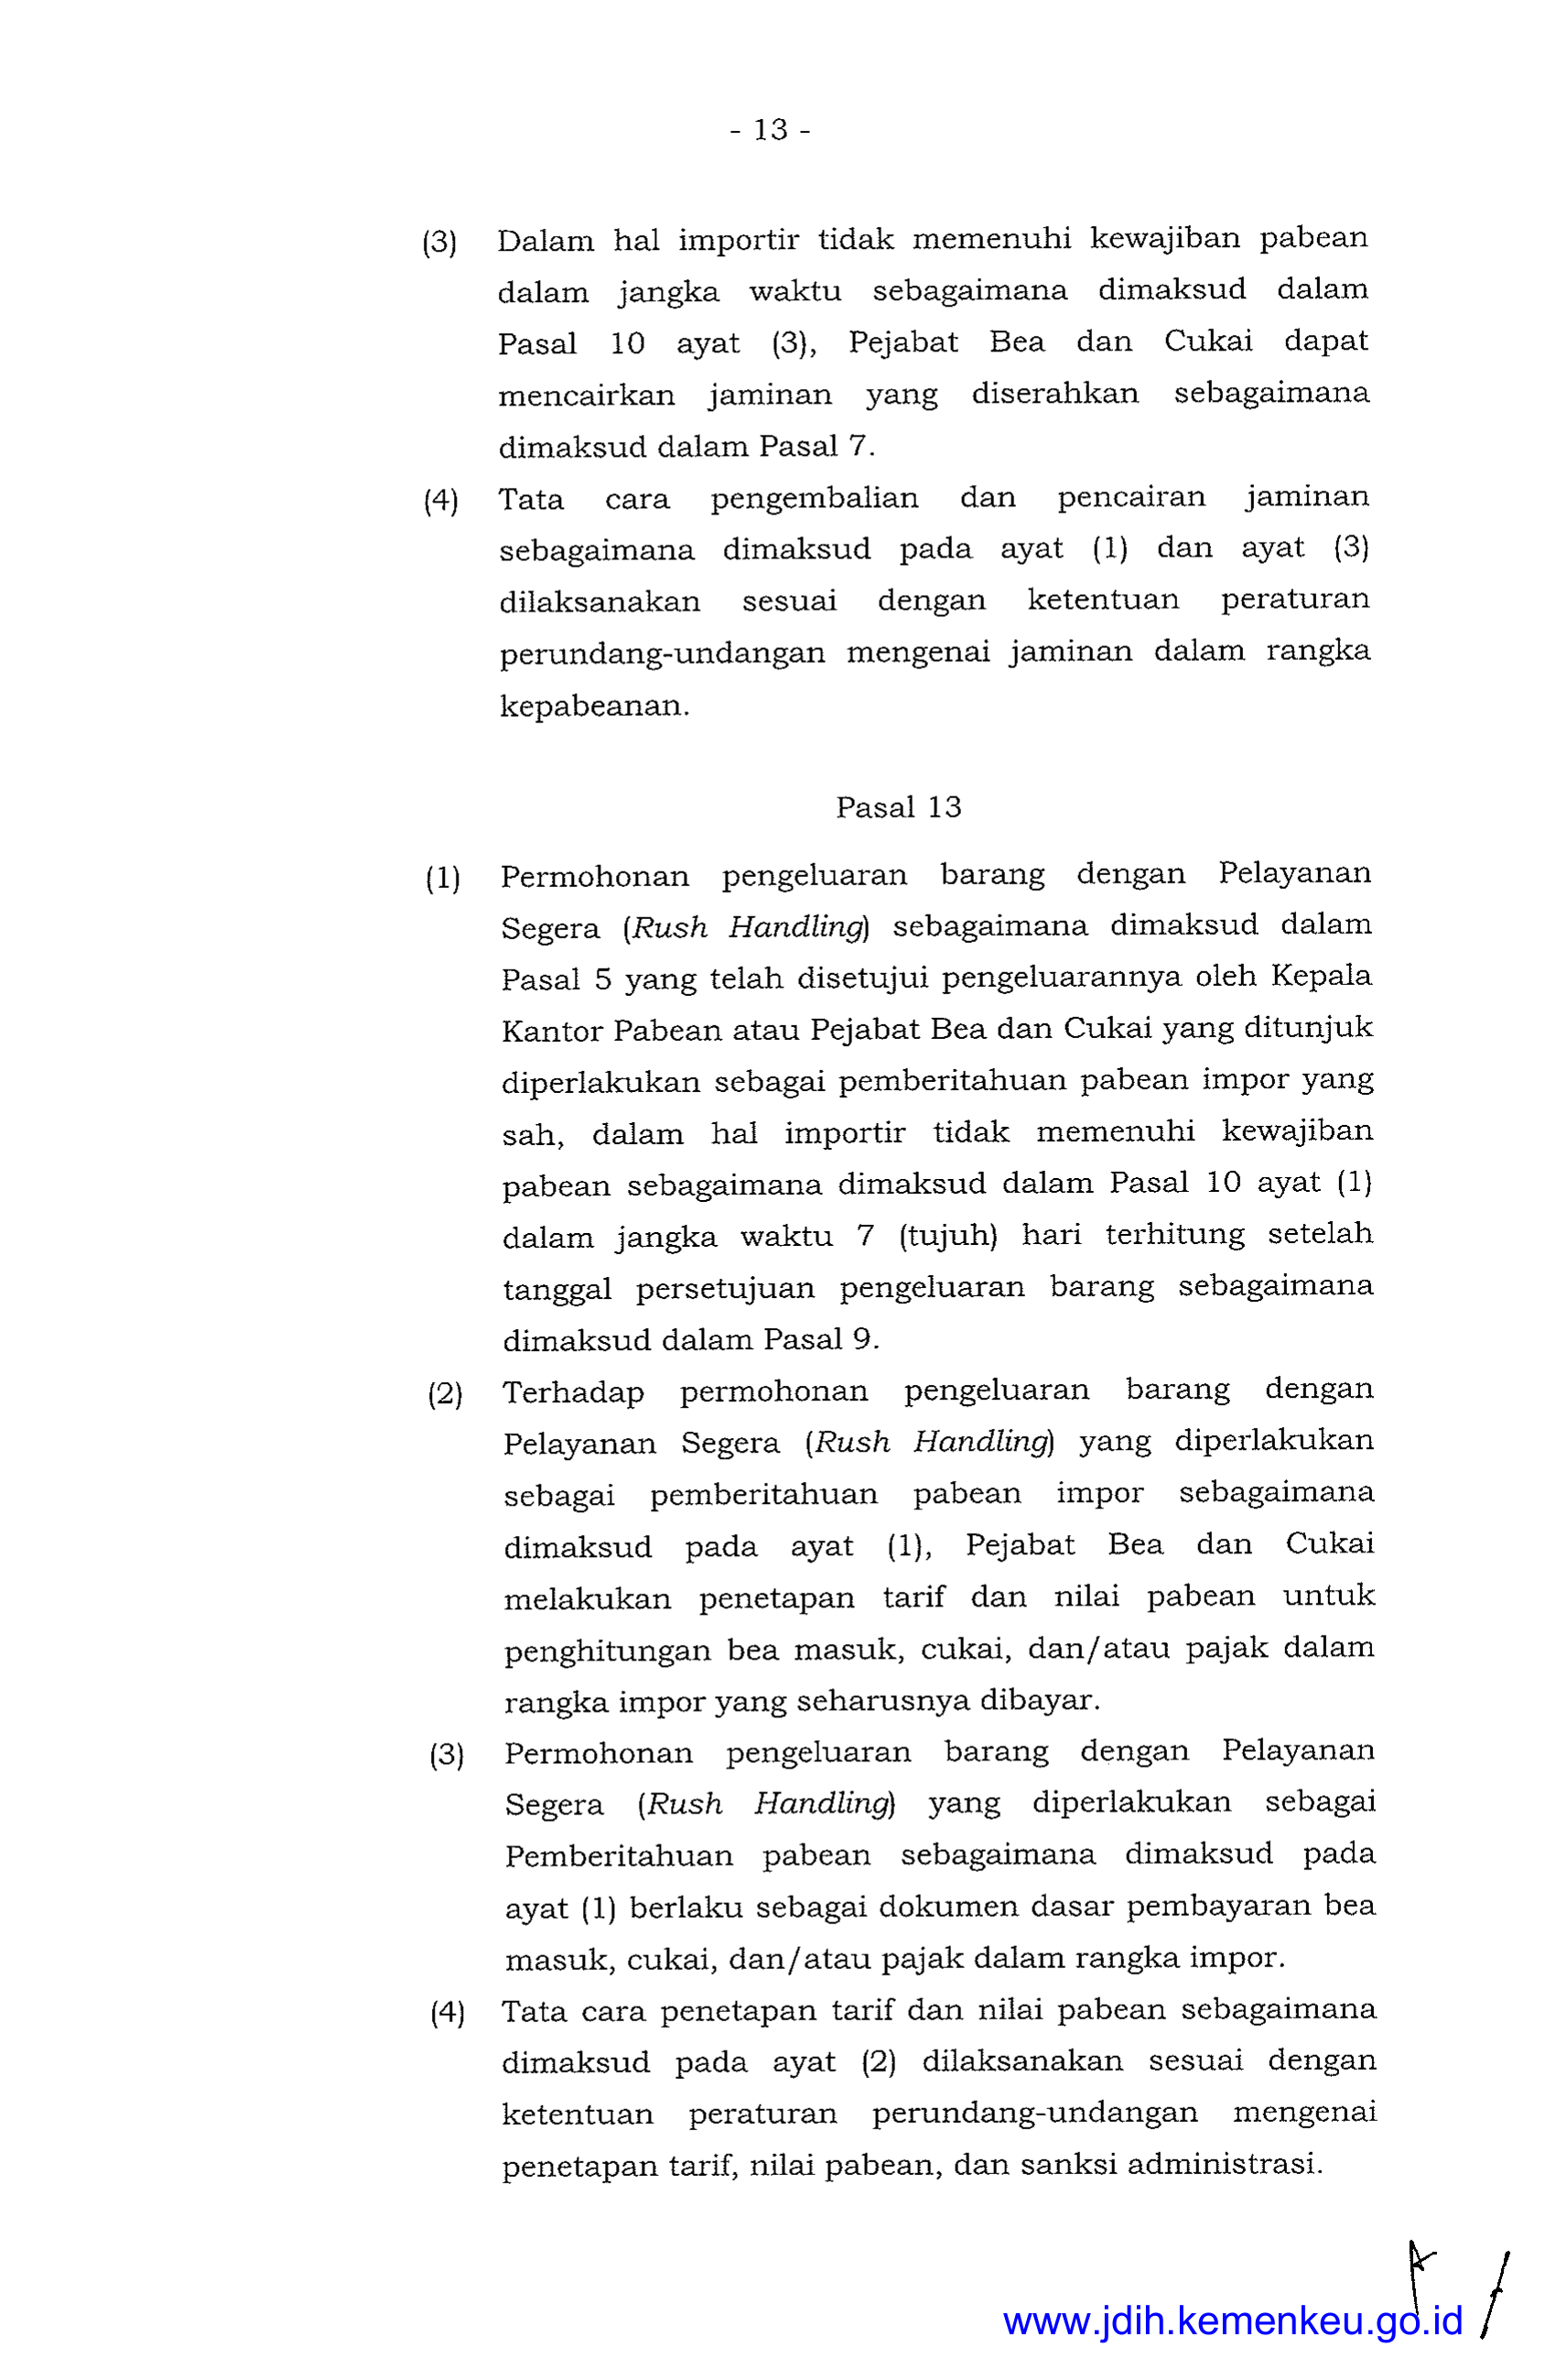 - 13 -
(3) Dalam hal importir tidak memenuhi kewajiban pabean
dalam jangka waktu sebagaimana dimaksud dalam
Pasal 10 ayat (3), Pejabat Bea dan Cukai dapat
mencairkan jaminan yang diserahkan sebagaimana
dimaksud dalam Pasal 7.
(4) Tata cara pengembalian dan pencairan jaminan
sebagaimana dimaksud pada ayat (1) dan ayat (3)
dilaksanakan sesuai dengan ketentuan peraturan
perundang-undangan mengenai jaminan dalam rangka
kepabeanan.
Pasal 13
(1) Permohonan pengeluaran barang dengan Pelayanan
Segera (Rush Handling) sebagaimana dimaksud dalam
Pasal 5 yang telah disetujui pengeluarannya oleh Kepala
Kantor Pabean atau Pejabat Bea dan Cukai yang ditunjuk
diperlakukan sebagai pemberitahuan pabean impor yang
sah, dalam hal importir tidak memenuhi kewajiban
pabean sebagaimana dimaksud dalam Pasal 10 ayat (1)
dalam jangka waktu 7 (tujuh) hari terhitung setelah
tanggal persetujuan pengeluaran barang sebagaimana
dimaksud dalam Pasal 9.
(2) Terhadap permohonan pengeluaran barang dengan
Pelayanan Segera (Rush Handling) yang diperlakukan
sebagai pemberitahuan pabean impor sebagaimana
dimaksud pada ayat (1), Pejabat Bea dan Cukai
melakukan penetapan tarif dan nilai pabean untuk
penghitungan bea masuk, cukai, dan/atau pajak dalam
rangka impor yang seharusnya dibayar.
(3) Permohonan pengeluaran barang dengan Pelayanan
Segera (Rush Handling) yang diperlakukan sebagai
Pemberitahuan pabean sebagaimana dimaksud pada
ayat (1) berlaku sebagai dokumen dasar pembayaran bea
masuk, cukai, dan/atau pajak dalam rangka impor.
(4) Tata cara penetapan tarif dan nilai pabean sebagaimana
dimaksud pada ayat (2) dilaksanakan sesuai dengan
ketentuan peraturan perundang-undangan mengenai
penetapan tarif, nilai pabean, dan sanksi administrasi.
www.jdih.kemenkeu.go.id